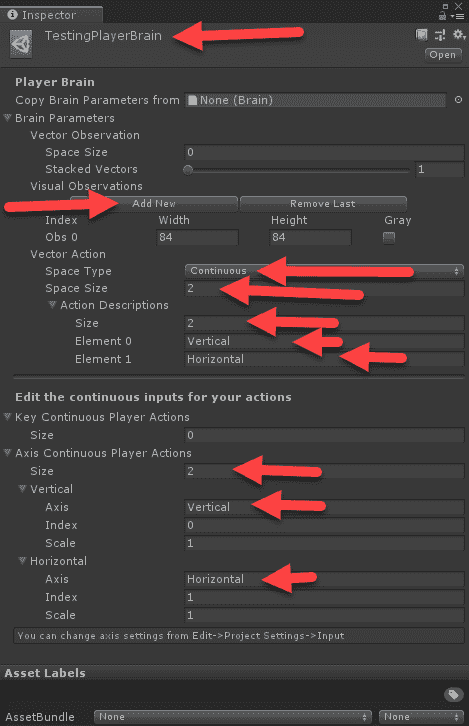 Inspector
TestingPlayerBrain
Open
Player Brain
Copy Brain Parameters from None (Brain)
Brain Parameters
Vector Observation
Space Size 0
Stacked Vectors 1
Visual Observations
Add New Remove Last
Index Width Height Gray
Obs 0 84 84
Vector Action
Space Type Continuous
Space Size 2
Action Descriptions
Size 2
Element 0 Vertical
Element 1 Horizontal
Edit the continuous inputs for your actions
Key Continuous Player Actions
Size 0
Axis Continuous Player Actions
Size 2
Vertical
Axis Vertical
Index 0
Scale 1
Horizontal
Axis Horizontal
Index 1
Scale 1
You can change axis settings from Edit->Project Settings->Input
Asset Labels
AssetBundle None None